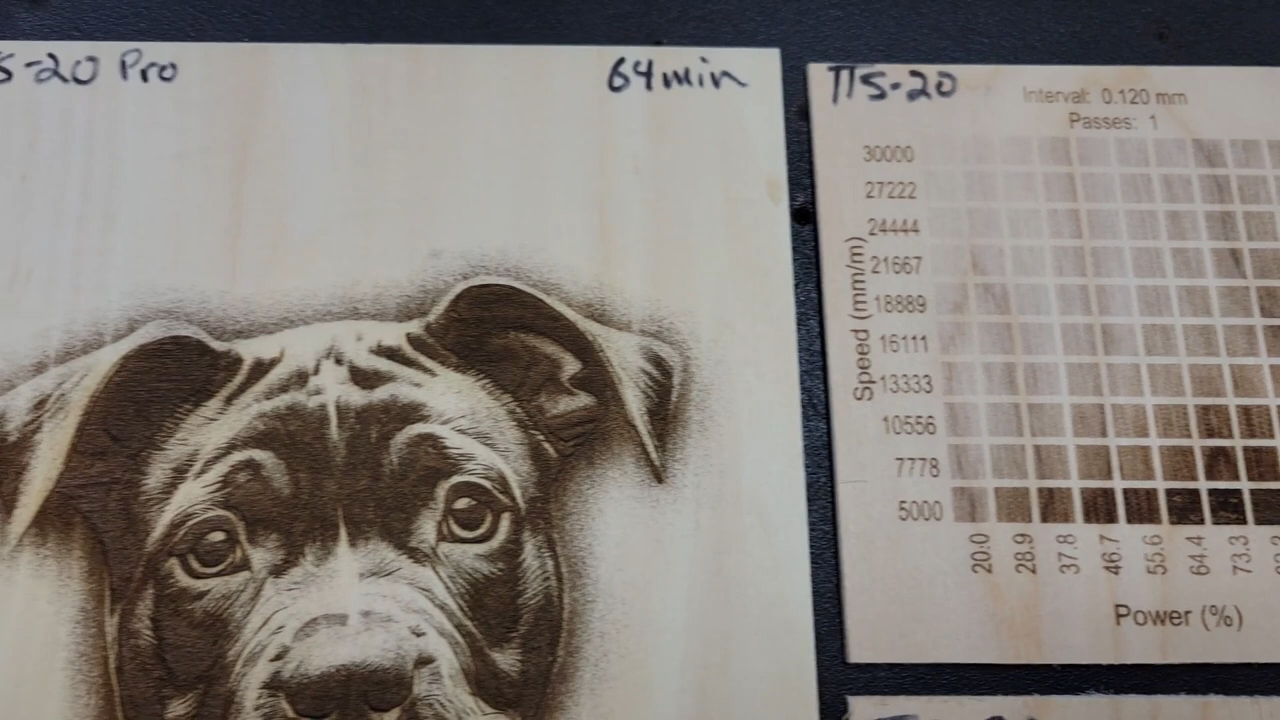 S-20 Pro
64min
TTS-20
Interval: 0.120 mm
Passes: 1
Speed (mm/m)
30000
27222
24444
21667
18889
16111
13333
10556
7778
5000
20.0
28.9
37.8
46.7
55.6
64.4
73.3
Power (%)